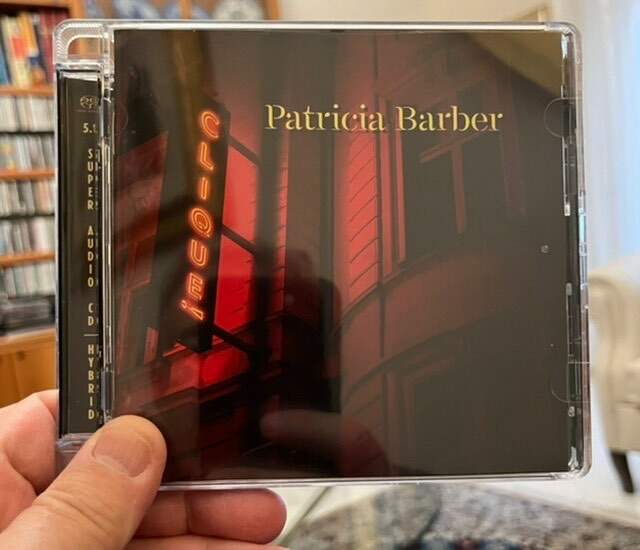 5.1
SUPER AUDIO CD | HYBRID
CLIQUE!
Patricia Barber